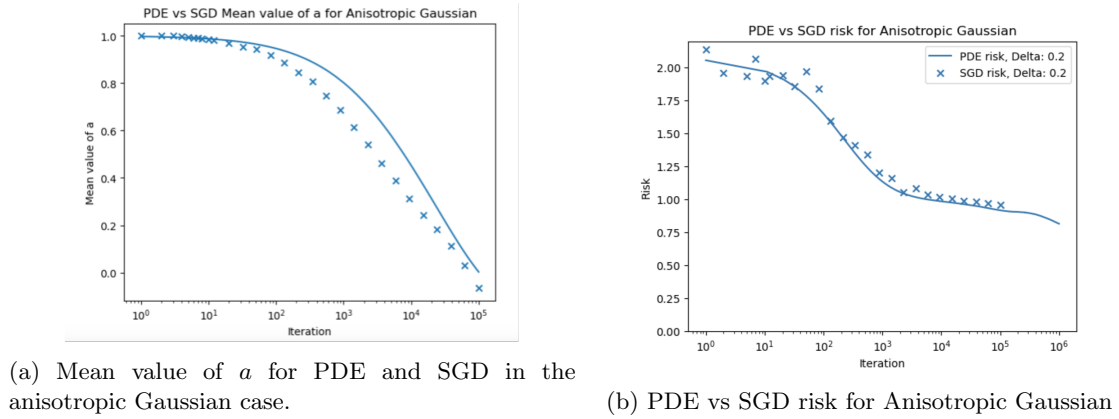 PDE vs SGD Mean value of a for Anisotropic Gaussian
1.0
0.8
0.6
0.4
0.2
0.0
Mean value of a
10^0
10^1
10^2
10^3
10^4
10^5
Iteration
(a) Mean value of a for PDE and SGD in the
anisotropic Gaussian case.
PDE vs SGD risk for Anisotropic Gaussian
PDE risk, Delta: 0.2
SGD risk, Delta: 0.2
2.00
1.75
1.50
1.25
1.00
0.75
0.50
0.25
0.00
Risk
10^0
10^1
10^2
10^3
10^4
10^5
10^6
Iteration
(b) PDE vs SGD risk for Anisotropic Gaussian